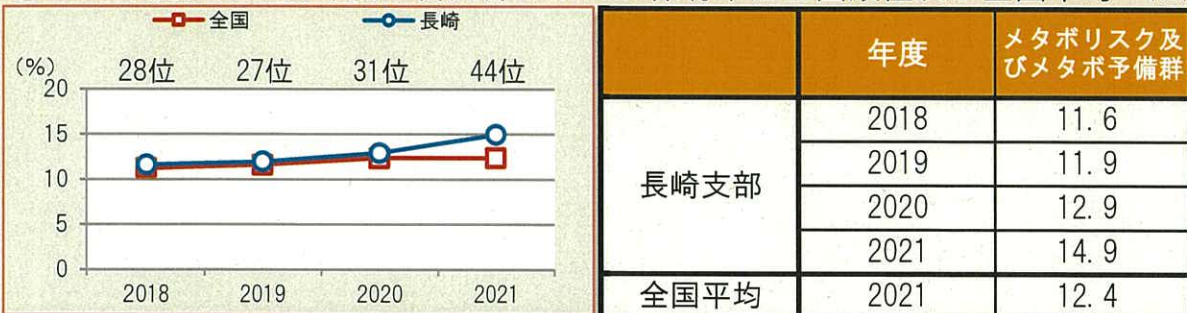 全国 長崎
(%)
28位 27位 31位 44位
20
15
10
5
0
2018 2019 2020 2021
年度 メタボリスク及びメタボ予備群
長崎支部
2018 11.6
2019 11.9
2020 12.9
2021 14.9
全国平均 2021 12.4